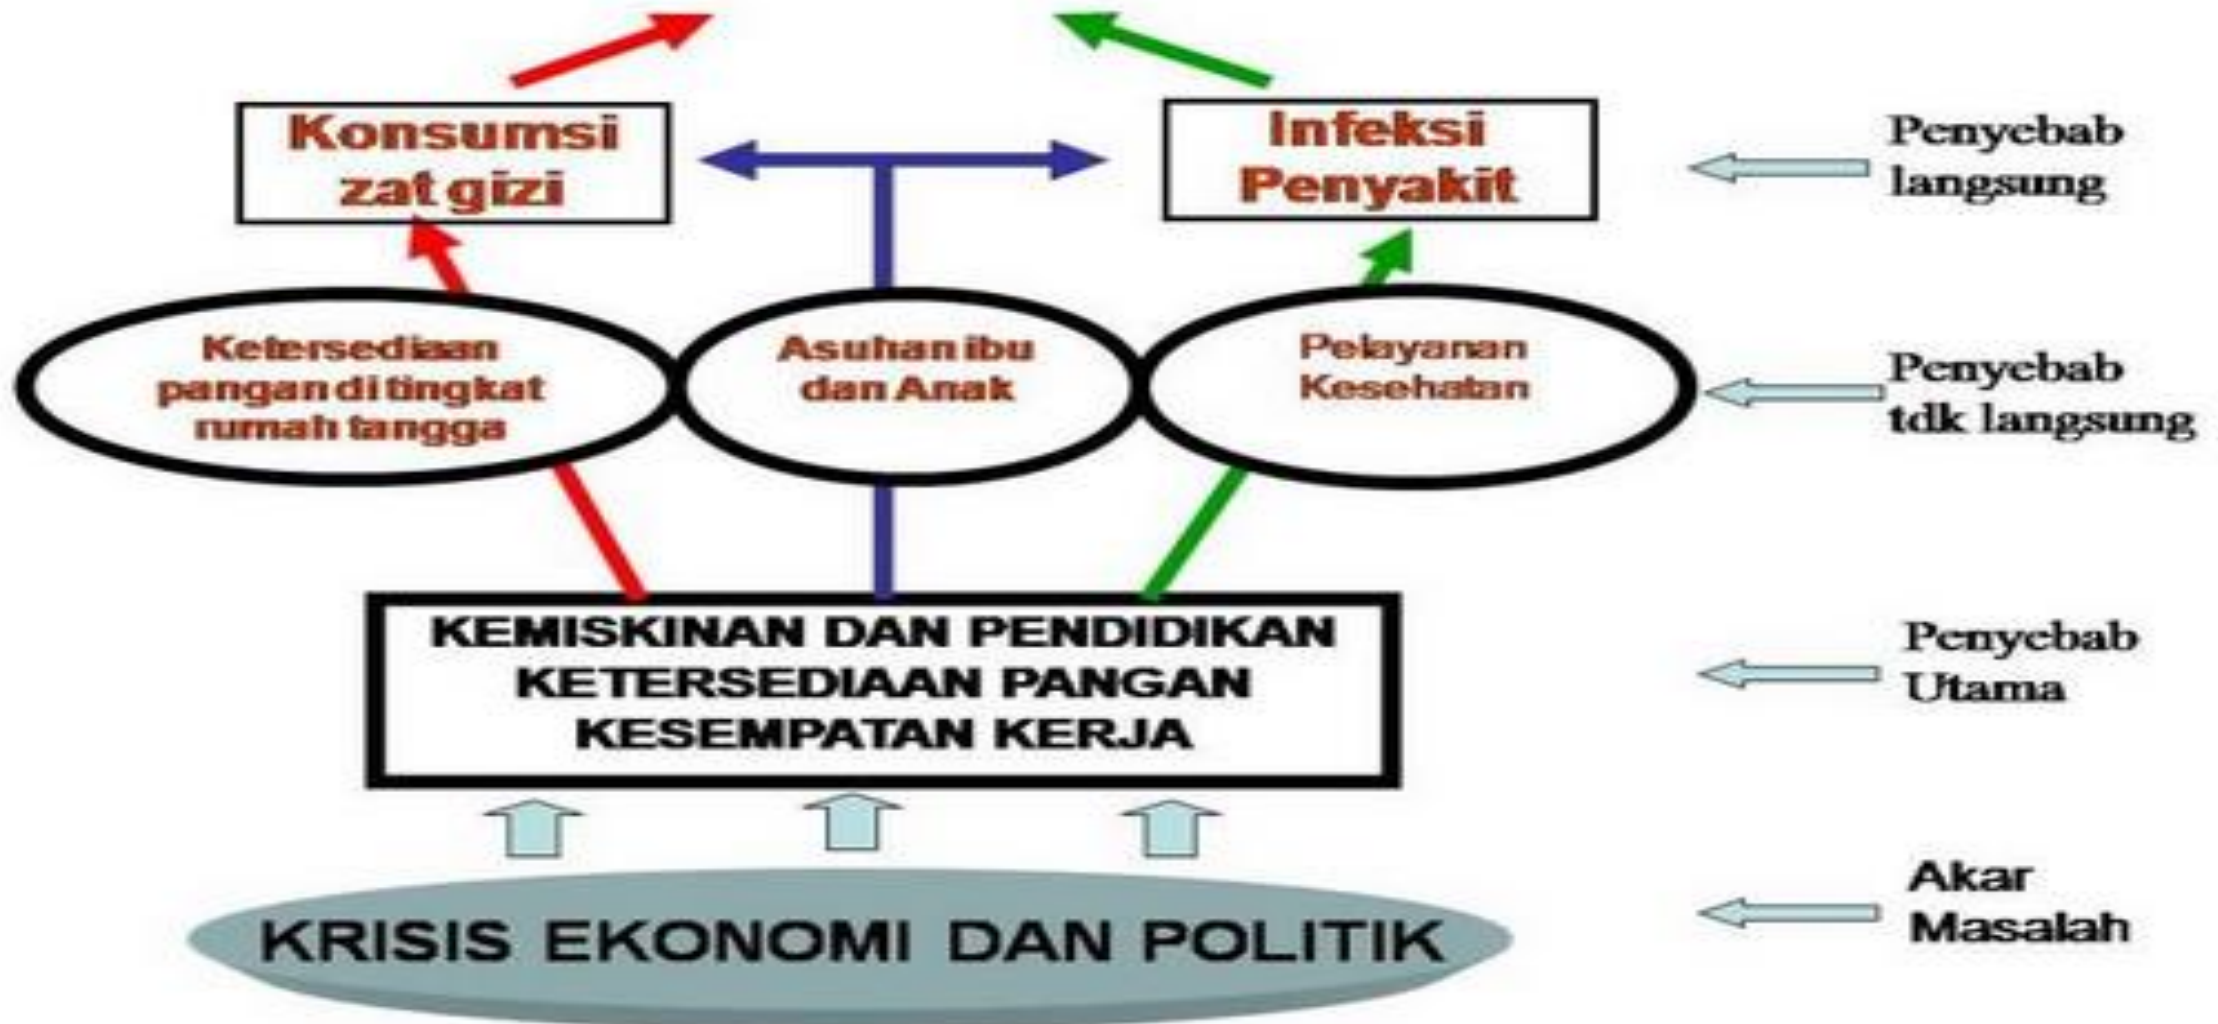 Konsumsi
zat gizi
Infeksi
Penyakit
Penyebab
langsung
Ketersediaan
pangan di tingkat
rumah tangga
Asuhan ibu
dan Anak
Pelayanan
Kesehatan
Penyebab
tdk langsung
KEMISKINAN DAN PENDIDIKAN
KETERSEDIAAN PANGAN
KESEMPATAN KERJA
Penyebab
Utama
KRISIS EKONOMI DAN POLITIK
Akar
Masalah